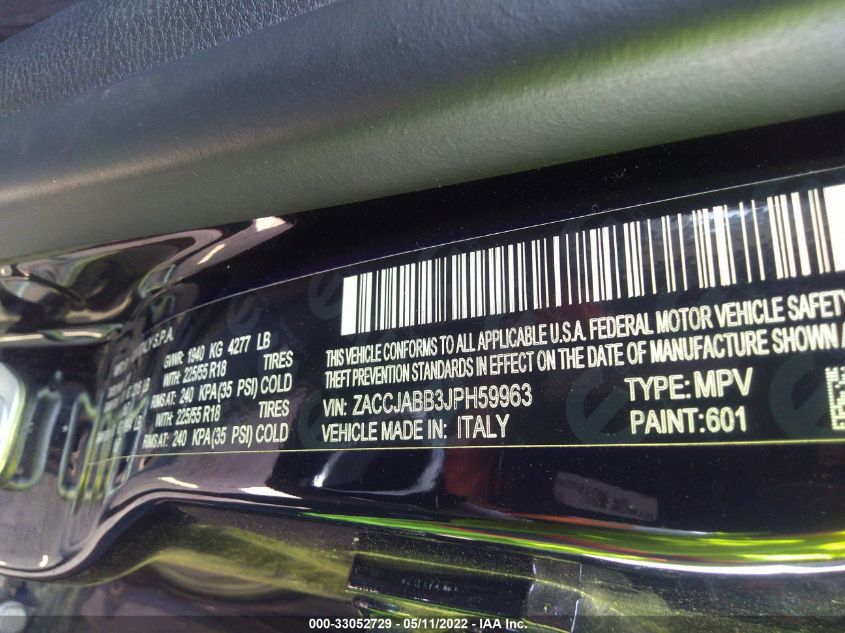 S.P.A.
GVWR: 1940 KG 4277 LB
WITH: 225/55 R18 TIRES
RIMS AT: 240 KPA(35 PSI) COLD
WITH: 225/55 R18 TIRES
RIMS AT: 240 KPA(35 PSI) COLD
THIS VEHICLE CONFORMS TO ALL APPLICABLE U.S.A. FEDERAL MOTOR VEHICLE SAFETY
THEFT PREVENTION STANDARDS IN EFFECT ON THE DATE OF MANUFACTURE SHOWN A
VIN: ZACCJABB3JPH59963 TYPE: MPV
VEHICLE MADE IN: ITALY PAINT:601
000-33052729 - 05/11/2022 - IAA Inc.